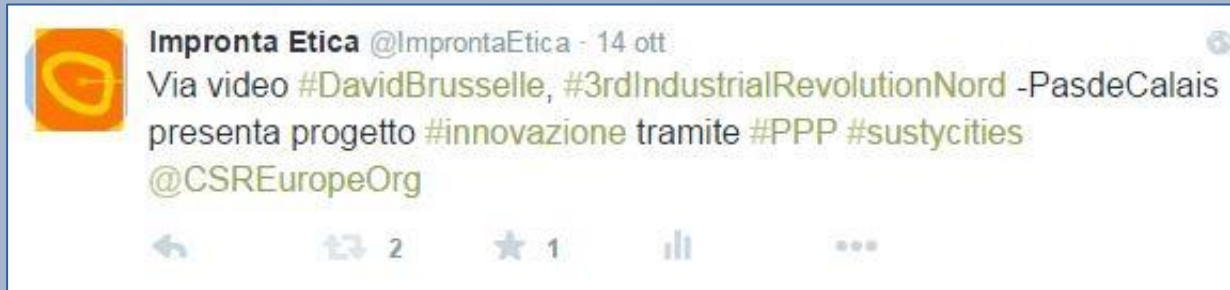 Impronta Etica @ImprontaEtica · 14 ott
Via video #DavidBrusselle, #3rdIndustrialRevolutionNord -PasdeCalais
presenta progetto #innovazione tramite #PPP #sustycities
@CSREuropeOrg
2 1